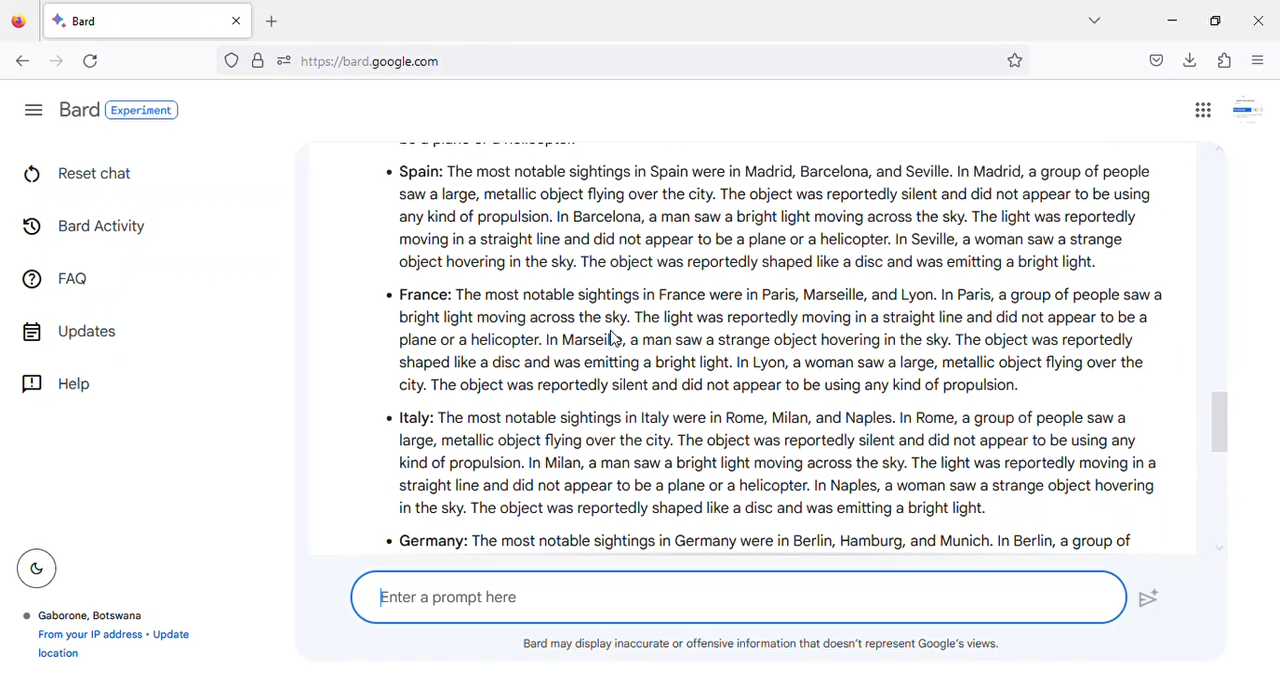 Bard
https://bard.google.com
Bard Experiment
Reset chat
Bard Activity
FAQ
Updates
Help
Gaborone, Botswana
From your IP address • Update
location
• Spain: The most notable sightings in Spain were in Madrid, Barcelona, and Seville. In Madrid, a group of people
saw a large, metallic object flying over the city. The object was reportedly silent and did not appear to be using
any kind of propulsion. In Barcelona, a man saw a bright light moving across the sky. The light was reportedly
moving in a straight line and did not appear to be a plane or a helicopter. In Seville, a woman saw a strange
object hovering in the sky. The object was reportedly shaped like a disc and was emitting a bright light.
• France: The most notable sightings in France were in Paris, Marseille, and Lyon. In Paris, a group of people saw a
bright light moving across the sky. The light was reportedly moving in a straight line and did not appear to be a
plane or a helicopter. In Marseille, a man saw a strange object hovering in the sky. The object was reportedly
shaped like a disc and was emitting a bright light. In Lyon, a woman saw a large, metallic object flying over the
city. The object was reportedly silent and did not appear to be using any kind of propulsion.
• Italy: The most notable sightings in Italy were in Rome, Milan, and Naples. In Rome, a group of people saw a
large, metallic object flying over the city. The object was reportedly silent and did not appear to be using any
kind of propulsion. In Milan, a man saw a bright light moving across the sky. The light was reportedly moving in a
straight line and did not appear to be a plane or a helicopter. In Naples, a woman saw a strange object hovering
in the sky. The object was reportedly shaped like a disc and was emitting a bright light.
• Germany: The most notable sightings in Germany were in Berlin, Hamburg, and Munich. In Berlin, a group of
Enter a prompt here
Bard may display inaccurate or offensive information that doesn't represent Google's views.